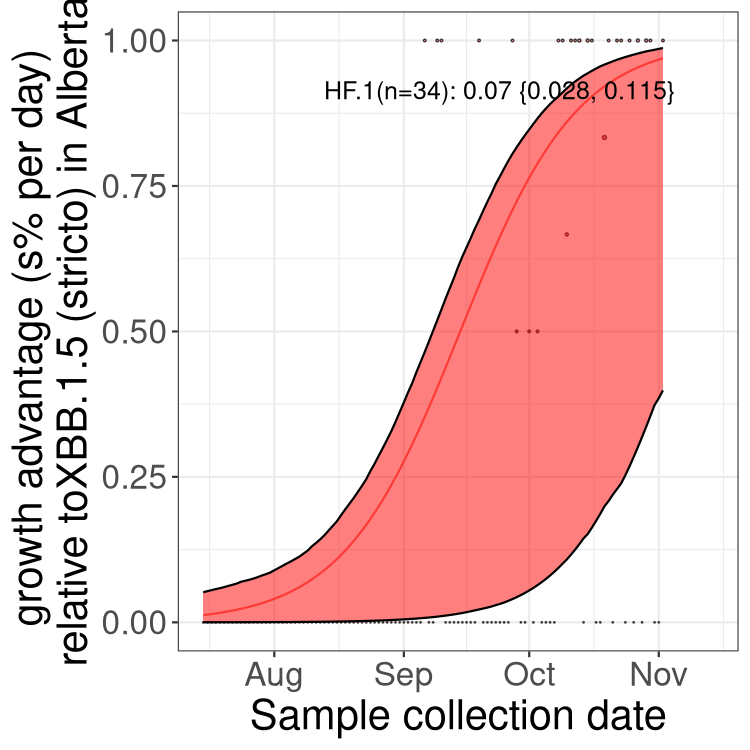 growth advantage (s% per day)
relative toXBB.1.5 (stricto) in Alberta
1.00
0.75
0.50
0.25
0.00
HF.1(n=34): 0.07 {0.028, 0.115}
Aug Sep Oct Nov
Sample collection date